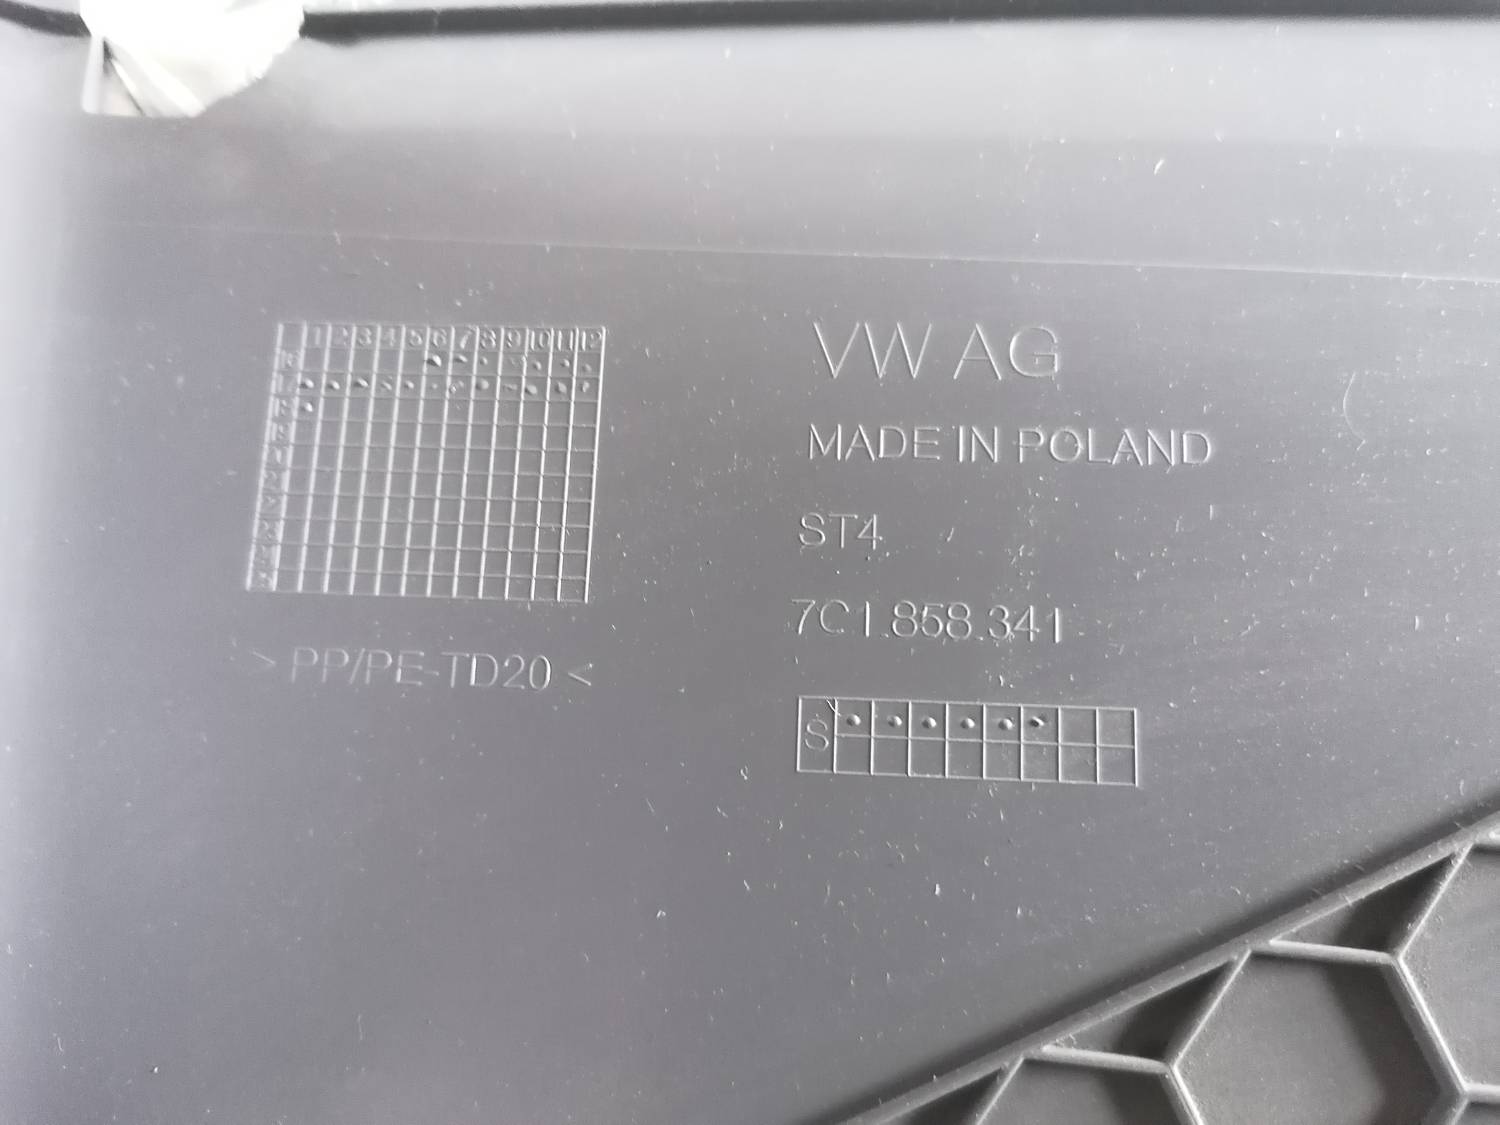 1 2 3 4 5 6 7 8 9 10 11 12
> PP/PE-TD20 <
VW AG
MADE IN POLAND
ST4
7C1.858.341
S